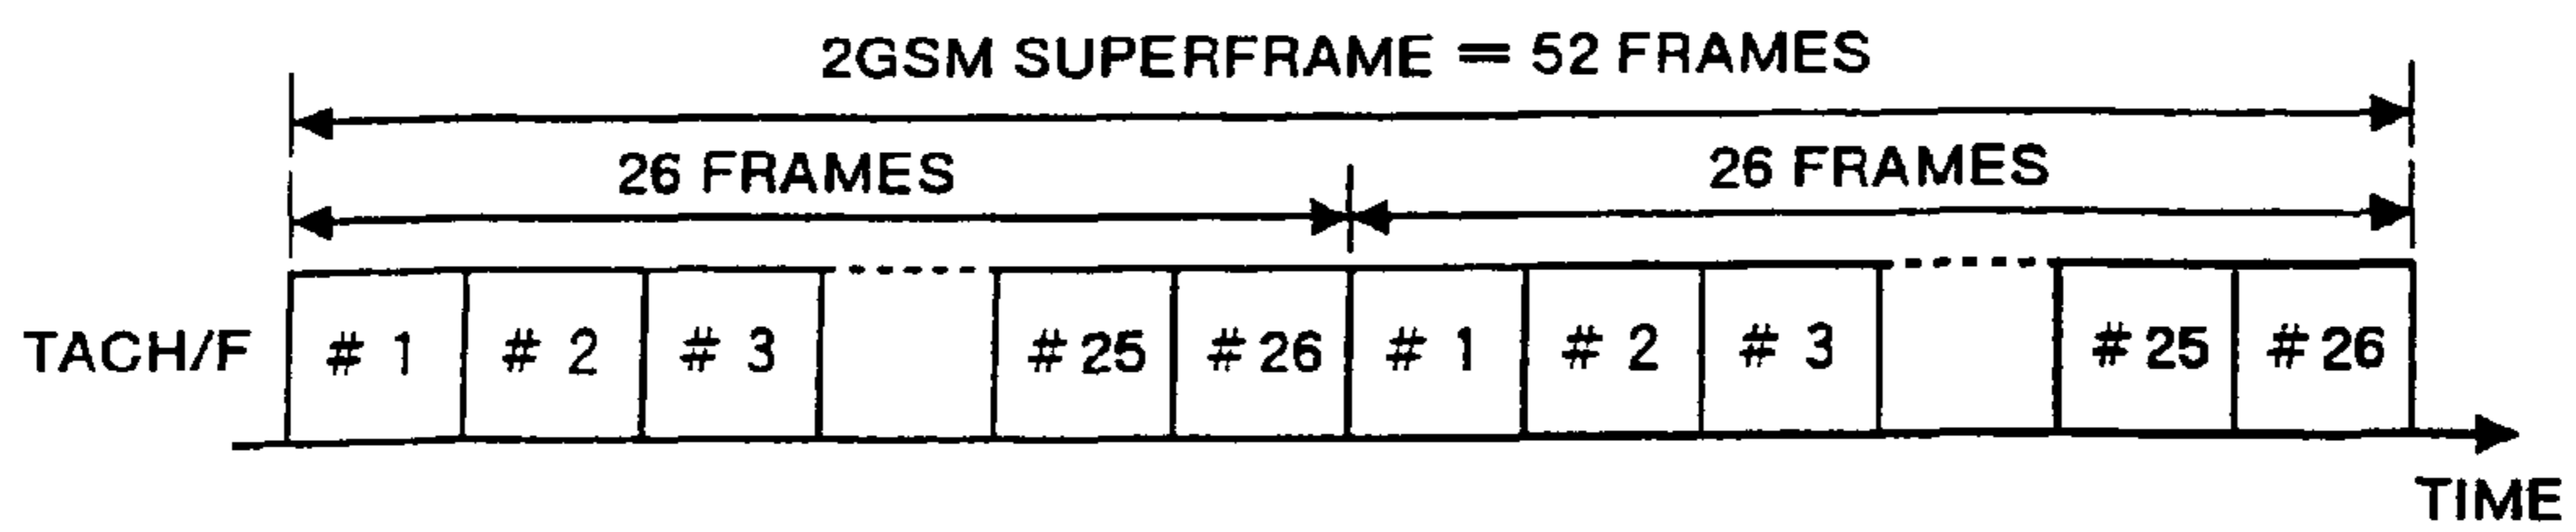 2GSM SUPERFRAME = 52 FRAMES
26 FRAMES 26 FRAMES
TACH/F # 1 # 2 # 3 # 25 # 26 # 1 # 2 # 3 # 25 # 26
TIME